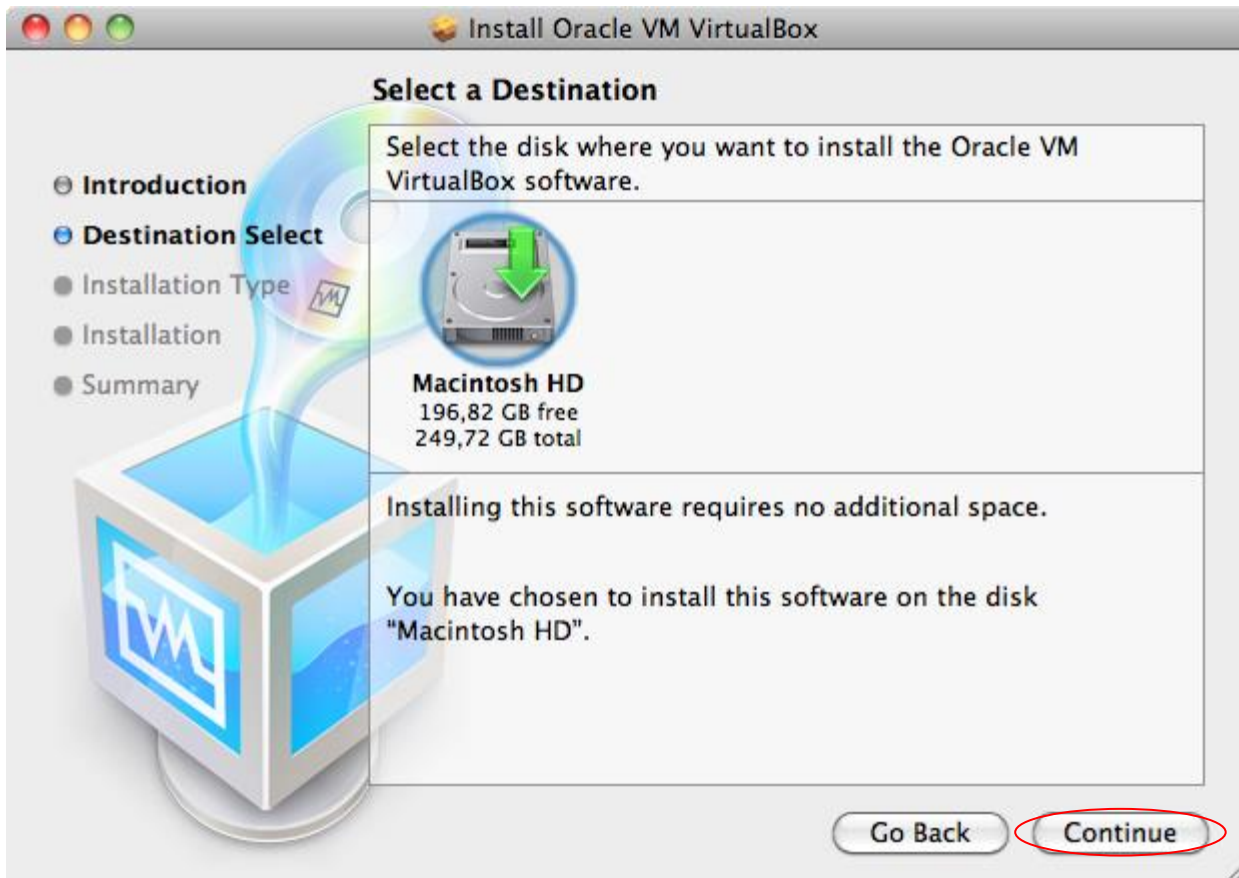 Install Oracle VM VirtualBox
Select a Destination
Introduction
Destination Select
Installation Type
Installation
Summary
Select the disk where you want to install the Oracle VM
VirtualBox software.
Macintosh HD
196,82 GB free
249,72 GB total
Installing this software requires no additional space.
You have chosen to install this software on the disk
“Macintosh HD”.
Go Back
Continue